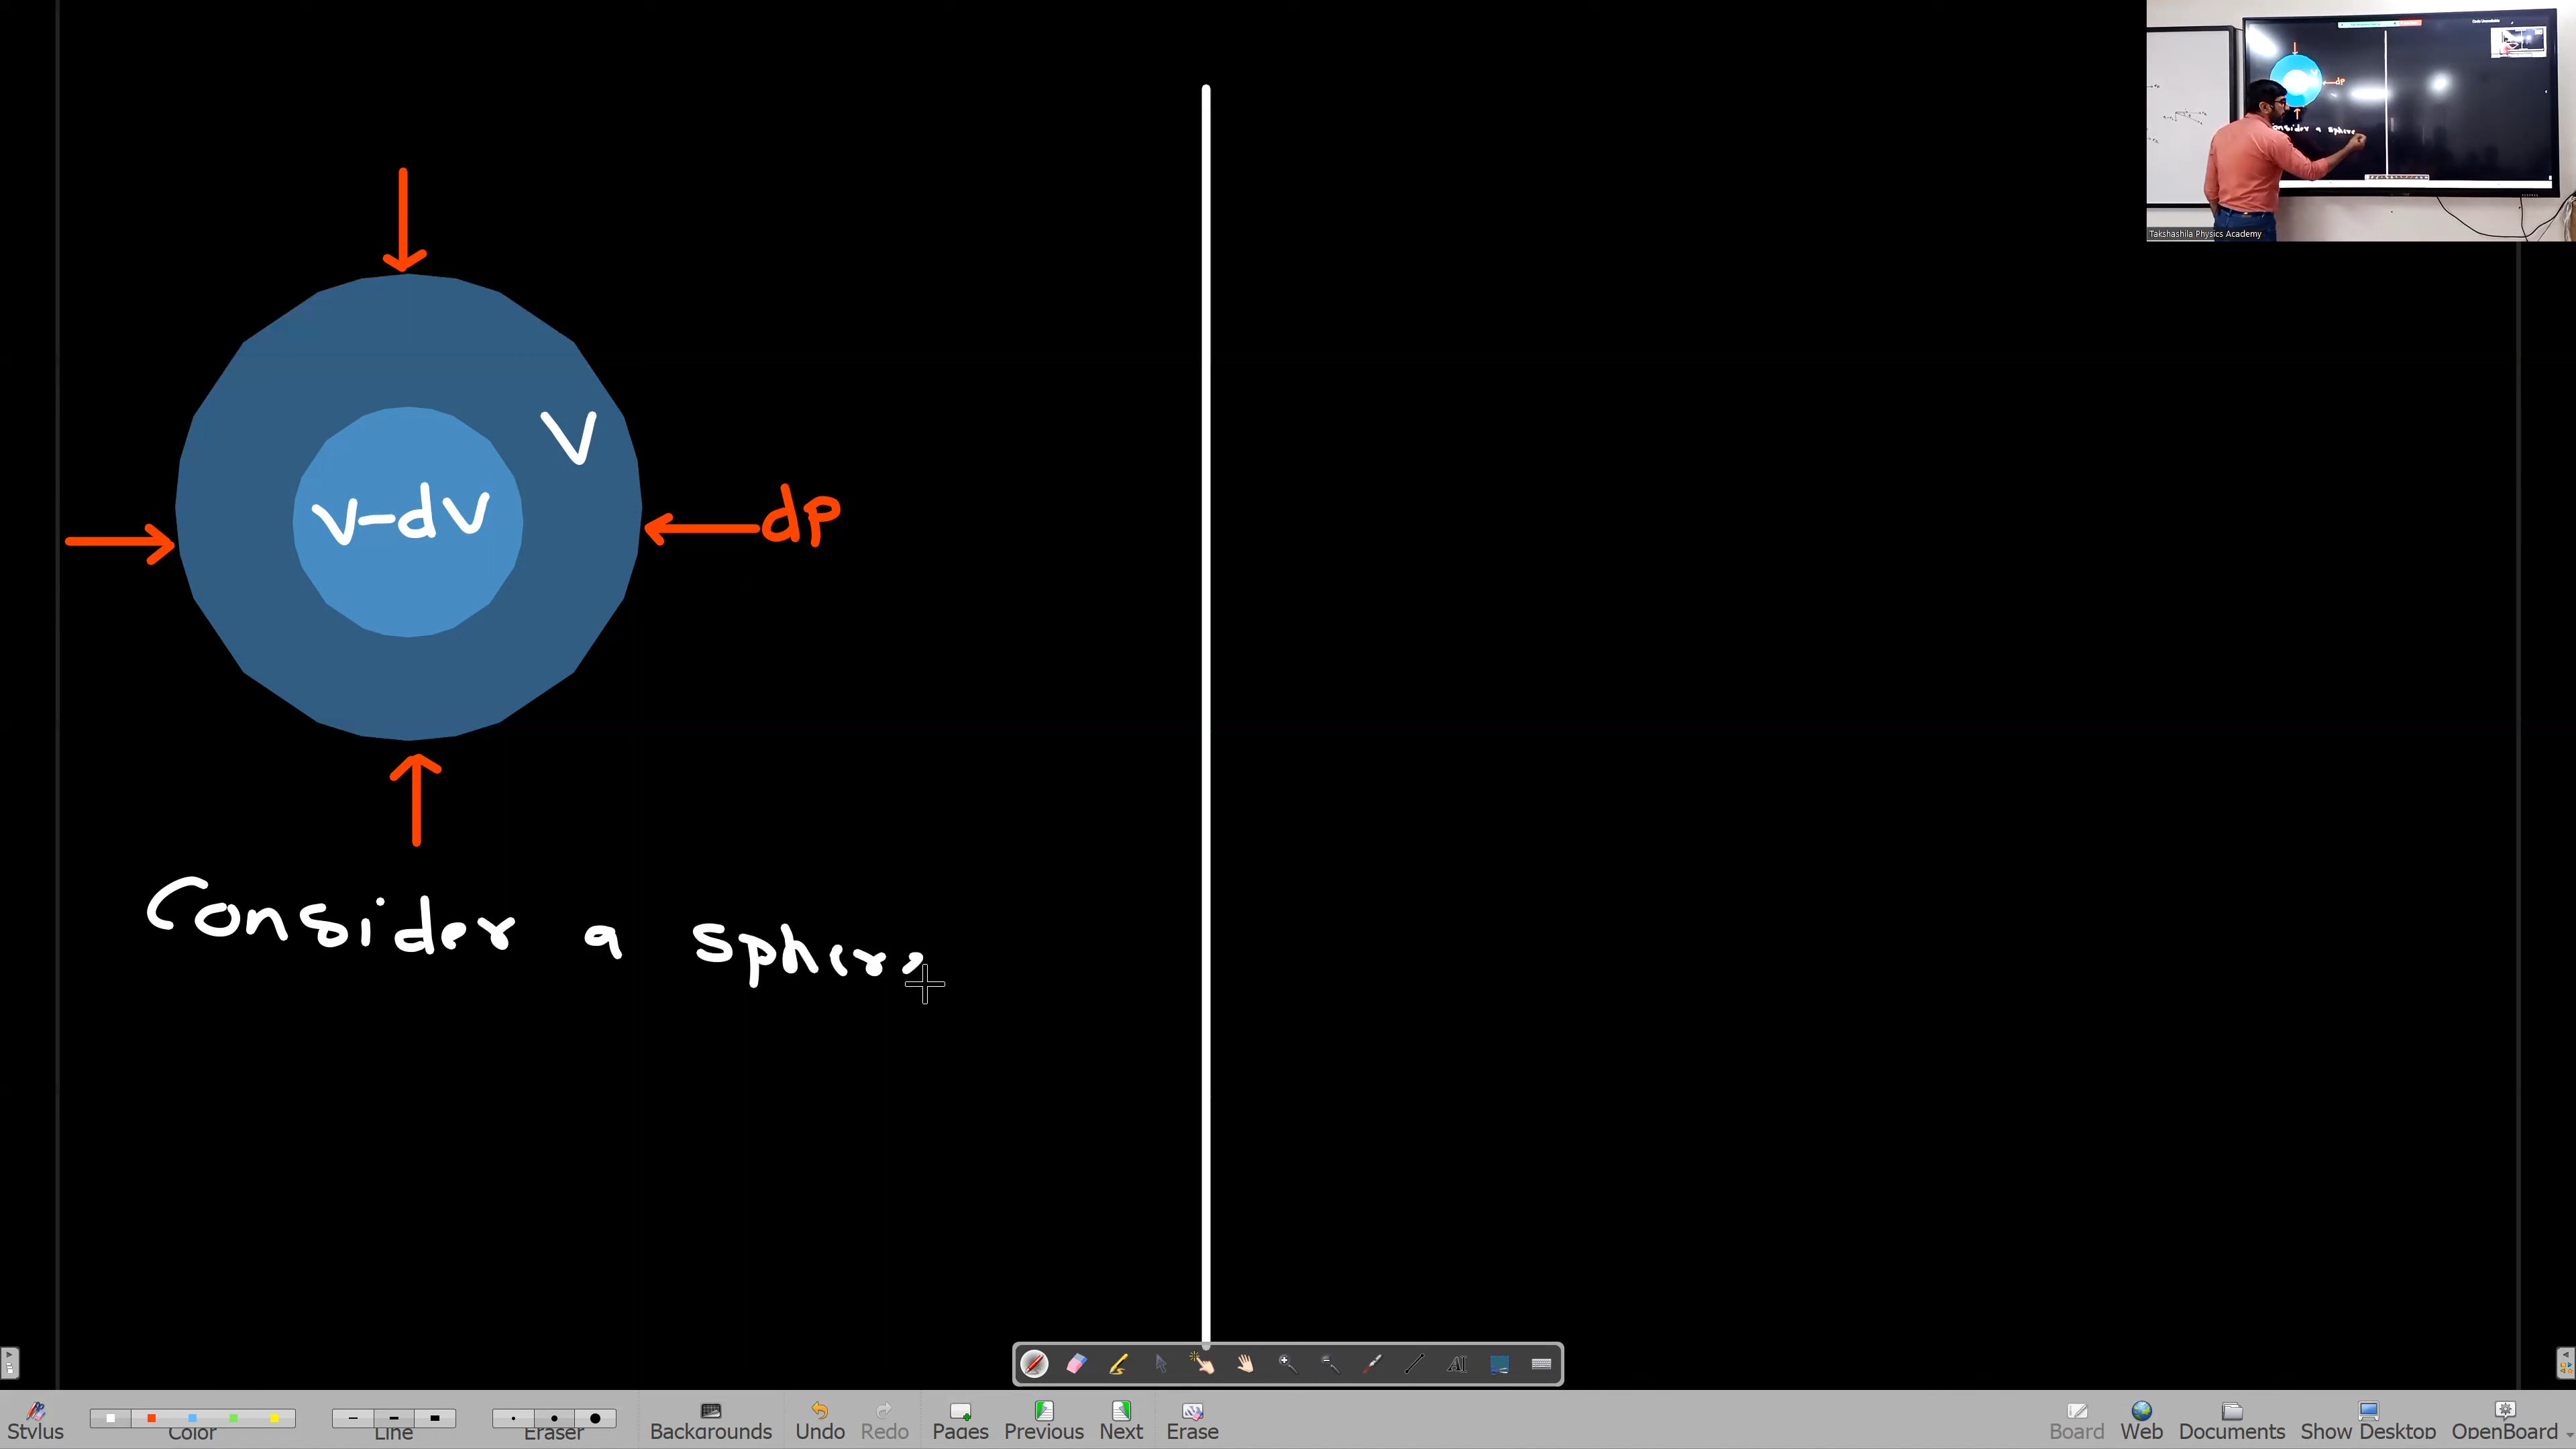 Takshashila Physics Academy
V
V-dV
dP
Consider a spher
Stylus
Color
Line
Eraser
Backgrounds
Undo
Redo
Pages
Previous
Next
Erase
Board
Web
Documents
Show Desktop
OpenBoard